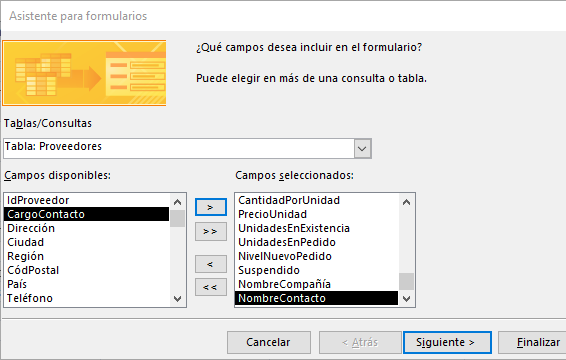 Asistente para formularios
¿Qué campos desea incluir en el formulario?
Puede elegir en más de una consulta o tabla.
Tablas/Consultas
Tabla: Proveedores
Campos disponibles:
IdProveedor
CargoContacto
Dirección
Ciudad
Región
CódPostal
País
Teléfono
>
>>
<
<<
Campos seleccionados:
CantidadPorUnidad
PrecioUnidad
UnidadesEnExistencia
UnidadesEnPedido
NivelNuevoPedido
Suspendido
NombreCompañía
NombreContacto
Cancelar
< Atrás
Siguiente >
Finalizar